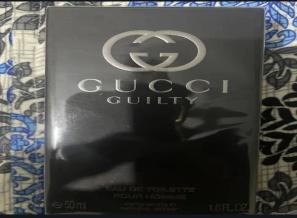 GUCCI
GUILTY
EAU DE TOILETTE
POUR HOMME
e 50 ml 1.6 FL.OZ